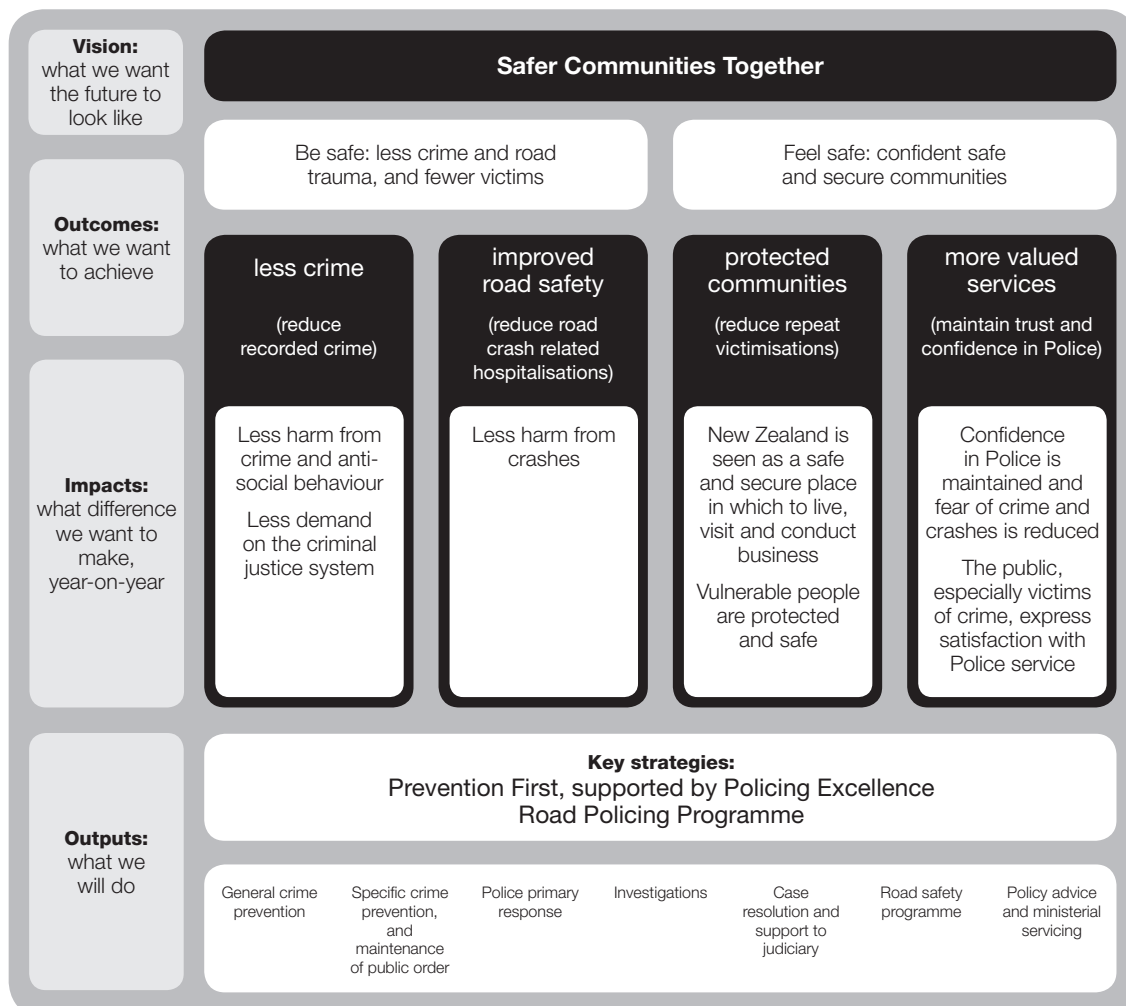 Vision:
what we want
the future to
look like
Safer Communities Together
Outcomes:
what we want
to achieve
Be safe: less crime and road
trauma, and fewer victims
Feel safe: confident safe
and secure communities
less crime
(reduce
recorded crime)
improved
road safety
(reduce road
crash related
hospitalisations)
protected
communities
(reduce repeat
victimisations)
more valued
services
(maintain trust and
confidence in Police)
Impacts:
what difference
we want to
make,
year-on-year
Less harm from
crime and anti-
social behaviour
Less demand
on the criminal
justice system
Less harm from
crashes
New Zealand is
seen as a safe
and secure place
in which to live,
visit and conduct
business
Vulnerable people
are protected
and safe
Confidence
in Police is
maintained and
fear of crime and
crashes is reduced
The public,
especially victims
of crime, express
satisfaction with
Police service
Outputs:
what we
will do
Key strategies:
Prevention First, supported by Policing Excellence
Road Policing Programme
General crime
prevention
Specific crime
prevention,
and
maintenance
of public order
Police primary
response
Investigations
Case
resolution and
support to
judiciary
Road safety
programme
Policy advice
and ministerial
servicing